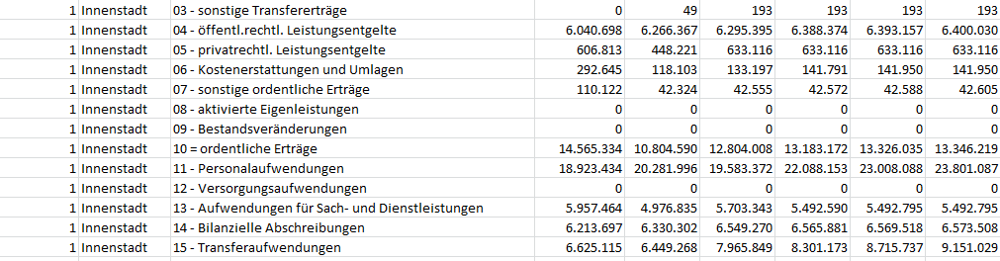 1 Innenstadt 03 - sonstige Transfererträge 0 49 193 193 193 193
1 Innenstadt 04 - öffentl.rechtl. Leistungsentgelte 6.040.698 6.266.367 6.295.395 6.388.374 6.393.157 6.400.030
1 Innenstadt 05 - privatrechtl. Leistungsentgelte 606.813 448.221 633.116 633.116 633.116 633.116
1 Innenstadt 06 - Kostenerstattungen und Umlagen 292.645 118.103 133.197 141.791 141.950 141.950
1 Innenstadt 07 - sonstige ordentliche Erträge 110.122 42.324 42.555 42.572 42.588 42.605
1 Innenstadt 08 - aktivierte Eigenleistungen 0 0 0 0 0 0
1 Innenstadt 09 - Bestandsveränderungen 0 0 0 0 0 0
1 Innenstadt 10 = ordentliche Erträge 14.565.334 10.804.590 12.804.008 13.183.172 13.326.035 13.346.219
1 Innenstadt 11 - Personalaufwendungen 18.923.434 20.281.996 19.583.372 22.088.153 23.008.088 23.801.087
1 Innenstadt 12 - Versorgungsaufwendungen 0 0 0 0 0 0
1 Innenstadt 13 - Aufwendungen für Sach- und Dienstleistungen 5.957.464 4.976.835 5.703.343 5.492.590 5.492.795 5.492.795
1 Innenstadt 14 - Bilanzielle Abschreibungen 6.213.697 6.330.302 6.549.270 6.565.881 6.569.518 6.573.508
1 Innenstadt 15 - Transferaufwendungen 6.625.115 6.449.268 7.965.849 8.301.173 8.715.737 9.151.029